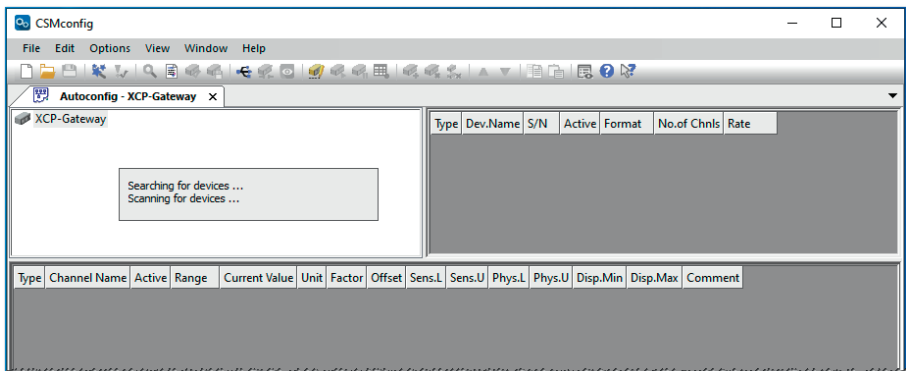 CSMconfig
File Edit Options View Window Help
Autoconfig - XCP-Gateway
XCP-Gateway
Searching for devices ...
Scanning for devices ...
Type Dev.Name S/N Active Format No.of Chnls Rate
Type Channel Name Active Range Current Value Unit Factor Offset Sens.L Sens.U Phys.L Phys.U Disp.Min Disp.Max Comment